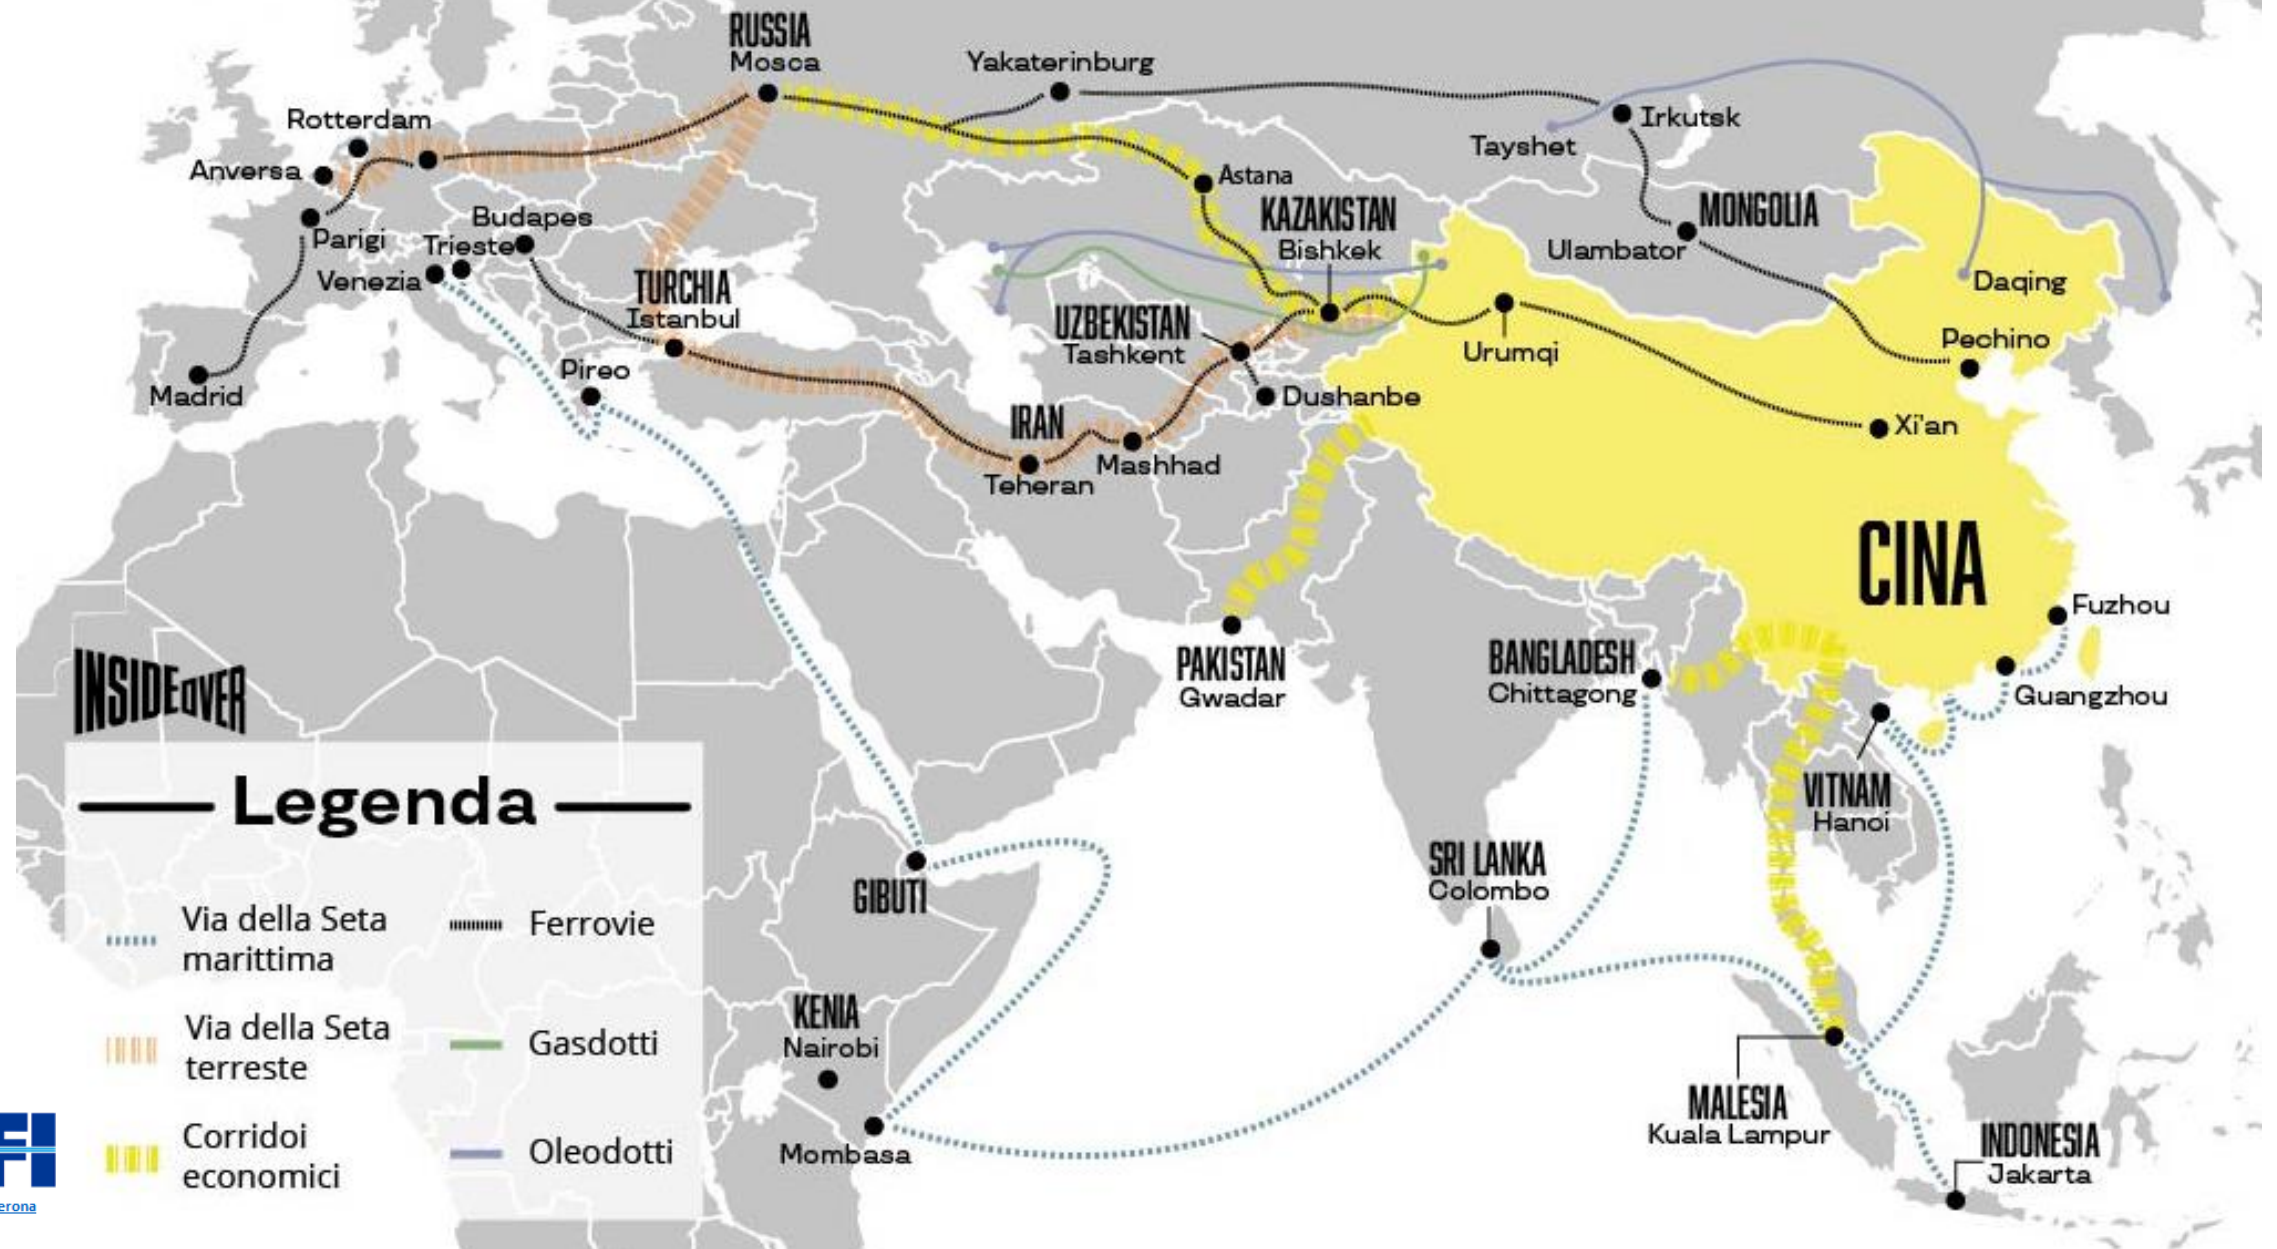 RUSSIA
Mosca
Yakaterinburg
Rotterdam
Irkutsk
Tayshet
Anversa
Astana
KAZAKISTAN
Bishkek
MONGOLIA
Ulambator
Budapes
Parigi
Trieste
Venezia
Daqing
TURCHIA
Istanbul
UZBEKISTAN
Tashkent
Urumqi
Pechino
Pireo
Madrid
Dushanbe
IRAN
Xi'an
Mashhad
Teheran
CINA
Fuzhou
INSIDEOVER
PAKISTAN
Gwadar
BANGLADESH
Chittagong
Guangzhou
VITNAM
Hanoi
Legenda
SRI LANKA
Colombo
GIBUTI
Via della Seta
marittima
Ferrovie
KENIA
Nairobi
Via della Seta
terreste
Gasdotti
MALESIA
Kuala Lampur
Corridoi
economici
Oleodotti
Mombasa
INDONESIA
Jakarta
FI
erona